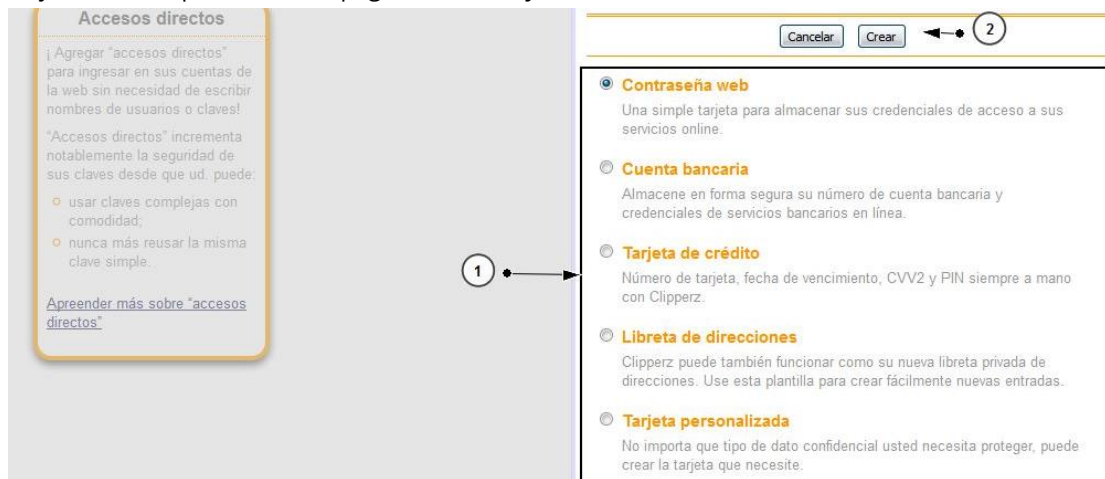 Accesos directos
¡ Agregar "accesos directos"
para ingresar en sus cuentas de
la web sin necesidad de escribir
nombres de usuarios o claves!
"Accesos directos" incrementa
notablemente la seguridad de
sus claves desde que ud. puede:
usar claves complejas con
comodidad;
nunca más reusar la misma
clave simple.
Apreender más sobre "accesos
directos"
1
Cancelar Crear 2
Contraseña web
Una simple tarjeta para almacenar sus credenciales de acceso a sus
servicios online.
Cuenta bancaria
Almacene en forma segura su número de cuenta bancaria y
credenciales de servicios bancarios en línea.
Tarjeta de crédito
Número de tarjeta, fecha de vencimiento, CVV2 y PIN siempre a mano
con Clipperz.
Libreta de direcciones
Clipperz puede también funcionar como su nueva libreta privada de
direcciones. Use esta plantilla para crear fácilmente nuevas entradas.
Tarjeta personalizada
No importa que tipo de dato confidencial usted necesita proteger, puede
crear la tarjeta que necesite.